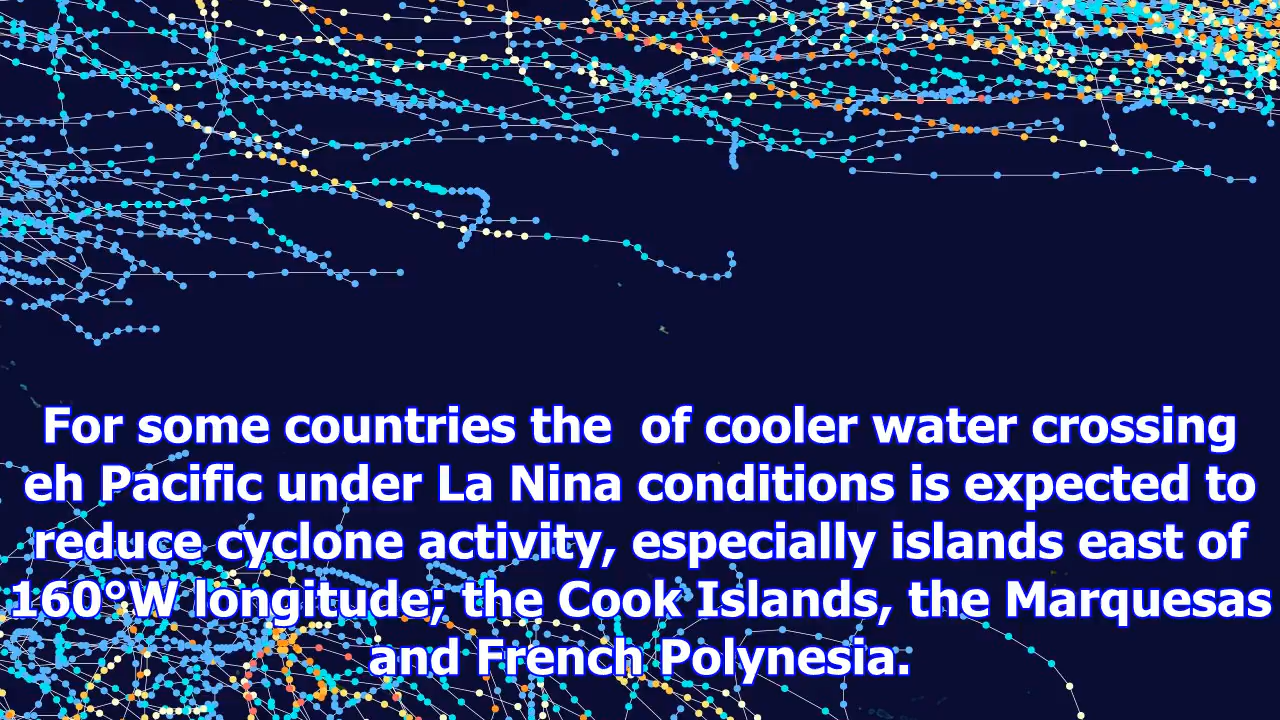 For some countries the  of cooler water crossing
eh Pacific under La Nina conditions is expected to
reduce cyclone activity, especially islands east of
160°W longitude; the Cook Islands, the Marquesas
and French Polynesia.